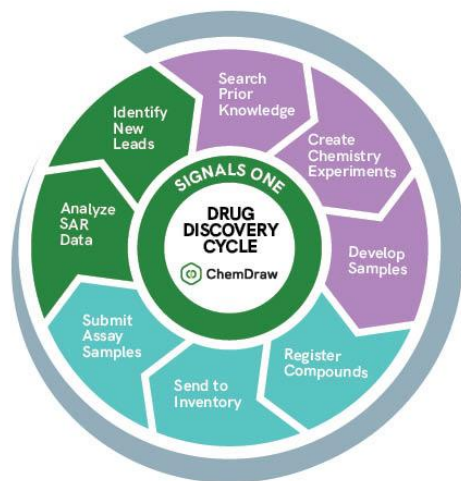 Search
Prior
Knowledge
Create
Chemistry
Experiments
Develop
Samples
Register
Compounds
Send to
Inventory
Submit
Assay
Samples
Analyze
SAR
Data
Identify
New
Leads
SIGNALS ONE
DRUG
DISCOVERY
CYCLE
ChemDraw